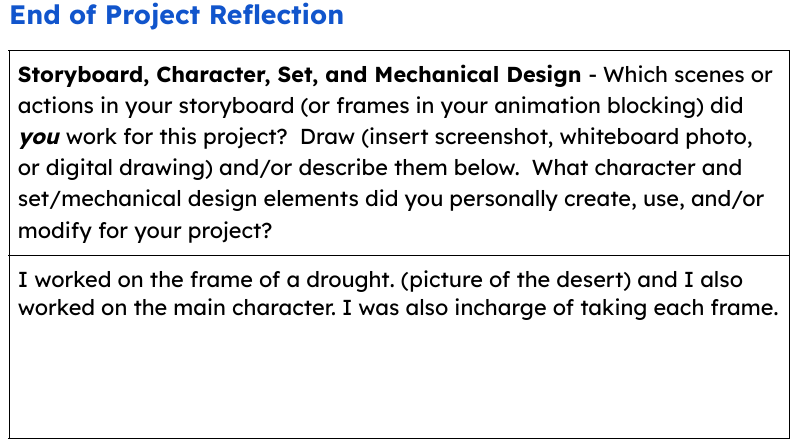 End of Project Reflection
Storyboard, Character, Set, and Mechanical Design - Which scenes or
actions in your storyboard (or frames in your animation blocking) did
you work for this project?  Draw (insert screenshot, whiteboard photo,
or digital drawing) and/or describe them below.  What character and
set/mechanical design elements did you personally create, use, and/or
modify for your project?
I worked on the frame of a drought. (picture of the desert) and I also
worked on the main character. I was also incharge of taking each frame.